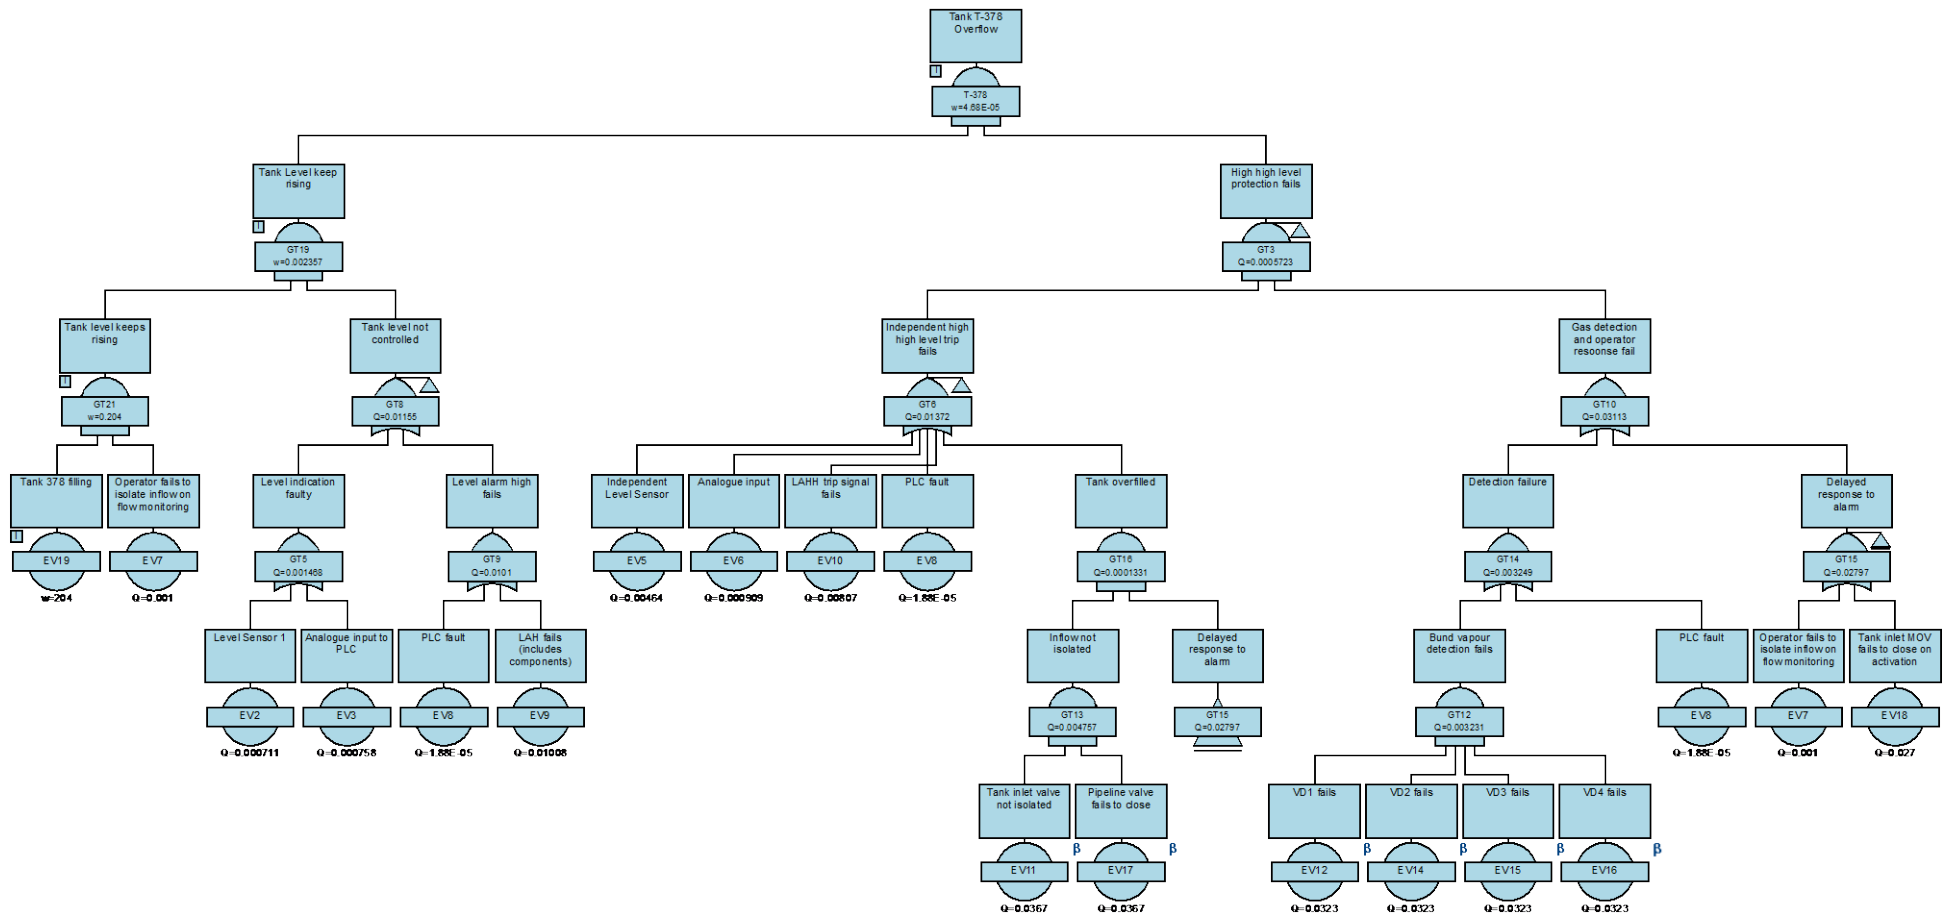 Tank T-378
Overflow
T-378
w=4.68E-05
Tank Level keep
rising
GT19
w=0.002357
High high level
protection fails
GT3
Q=0.0005723
Tank level keeps
rising
GT21
w=0.204
Tank level not
controlled
GT8
Q=0.01155
Independent high
high level trip
fails
GT6
Q=0.01372
Gas detection
and operator
resoonse fail
GT10
Q=0.03113
Tank 378 filling
EV19
w=204
Operator fails to
isolate inflow on
flow monitoring
EV7
Q=0.001
Level indication
faulty
GT5
Q=0.001468
Level alarm high
fails
GT9
Q=0.0101
Independent
Level Sensor
EV5
Q=0.00464
Analogue input
EV6
Q=0.000909
LAHH trip signal
fails
EV10
Q=0.00807
PLC fault
EV8
Q=1.88E-05
Tank overfilled
GT16
Q=0.0001331
Detection failure
GT14
Q=0.003249
Delayed
response to
alarm
GT15
Q=0.02797
Level Sensor 1
EV2
Q=0.000711
Analogue input to
PLC
EV3
Q=0.000758
PLC fault
EV8
Q=1.88E-05
LAH fails
(includes
components)
EV9
Q=0.01008
Inflow not
isolated
GT13
Q=0.004757
Delayed
response to
alarm
GT15
Q=0.02797
Bund vapour
detection fails
GT12
Q=0.003231
PLC fault
EV8
Q=1.88E-05
Operator fails to
isolate inflow on
flow monitoring
EV7
Q=0.001
Tank inlet MOV
fails to close on
activation
EV18
Q=0.027
Tank inlet valve
not isolated
β
EV11
Q=0.0367
Pipeline valve
fails to close
β
EV17
Q=0.0367
VD1 fails
β
EV12
Q=0.0323
VD2 fails
β
EV14
Q=0.0323
VD3 fails
β
EV15
Q=0.0323
VD4 fails
β
EV16
Q=0.0323